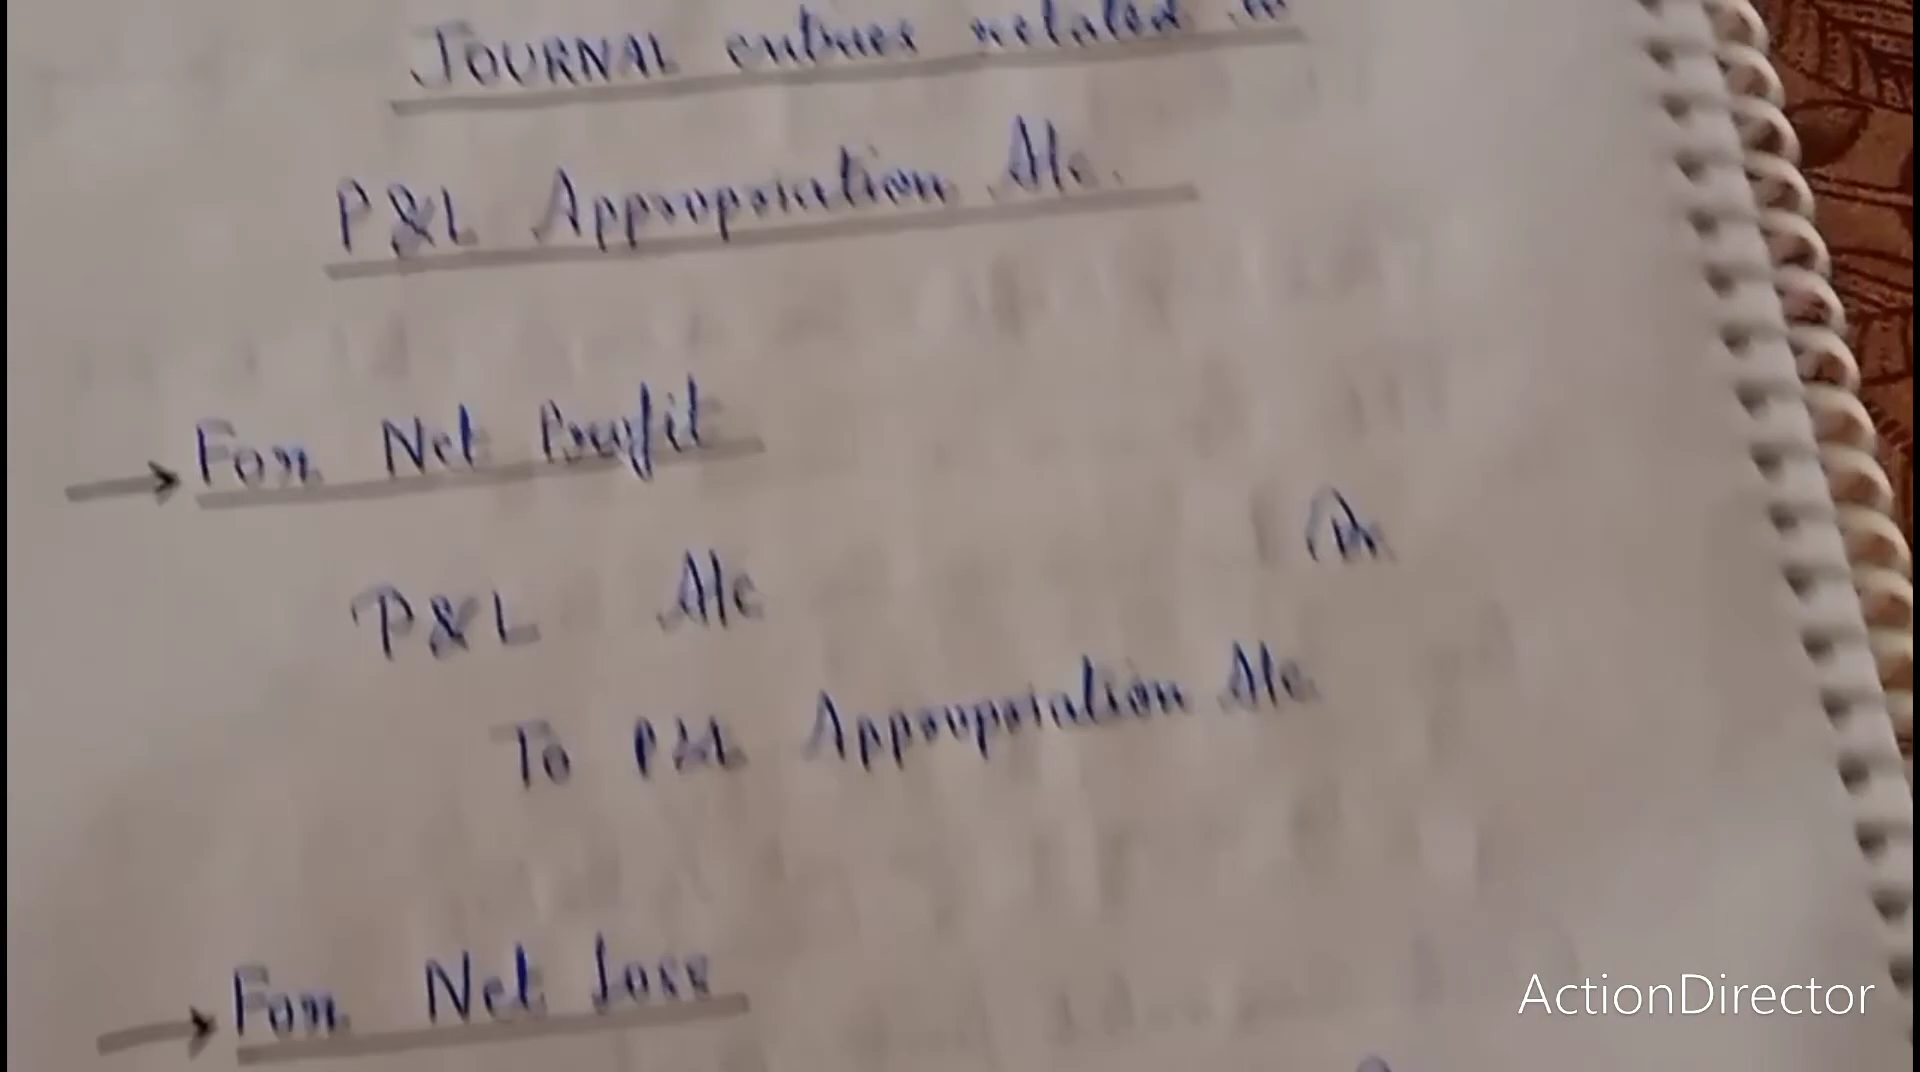 JOURNAL entries related to
P&L Appropriation A/c.
→ For Net Profit
P&L A/c Dr
To P&L Appropriation A/c.
→ For Net loss
ActionDirector